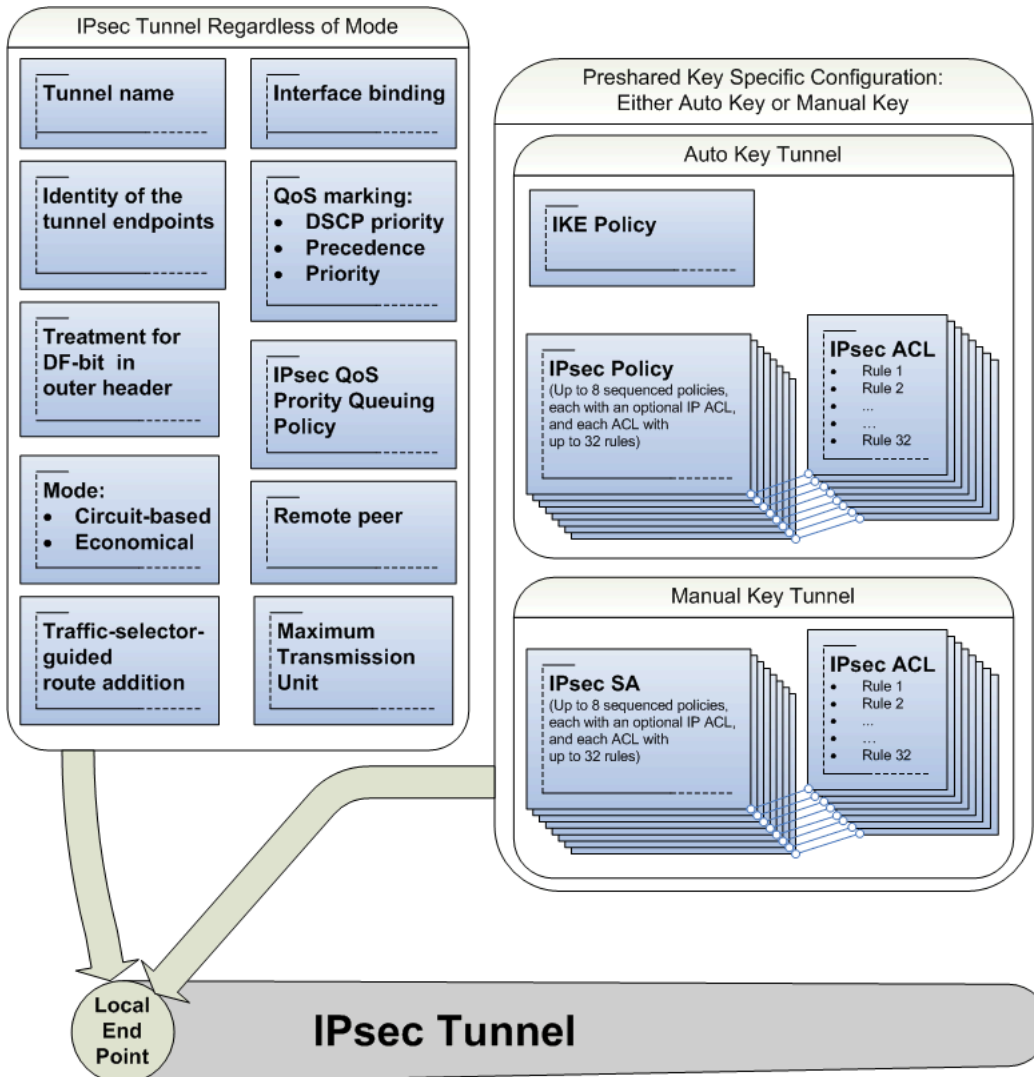 IPsec Tunnel Regardless of Mode
Tunnel name
Interface binding
Identity of the
tunnel endpoints
QoS marking:
• DSCP priority
• Precedence
• Priority
Treatment for
DF-bit in
outer header
IPsec QoS
Prority Queuing
Policy
Mode:
• Circuit-based
• Economical
Remote peer
Traffic-selector-
guided
route addition
Maximum
Transmission
Unit
Preshared Key Specific Configuration:
Either Auto Key or Manual Key
Auto Key Tunnel
IKE Policy
IPsec Policy
(Up to 8 sequenced policies,
each with an optional IP ACL,
and each ACL with
up to 32 rules)
IPsec ACL
• Rule 1
• Rule 2
• ...
• ...
• Rule 32
Manual Key Tunnel
IPsec SA
(Up to 8 sequenced policies,
each with an optional IP ACL,
and each ACL with
up to 32 rules)
IPsec ACL
• Rule 1
• Rule 2
• ...
• ...
• Rule 32
Local
End
Point
IPsec Tunnel